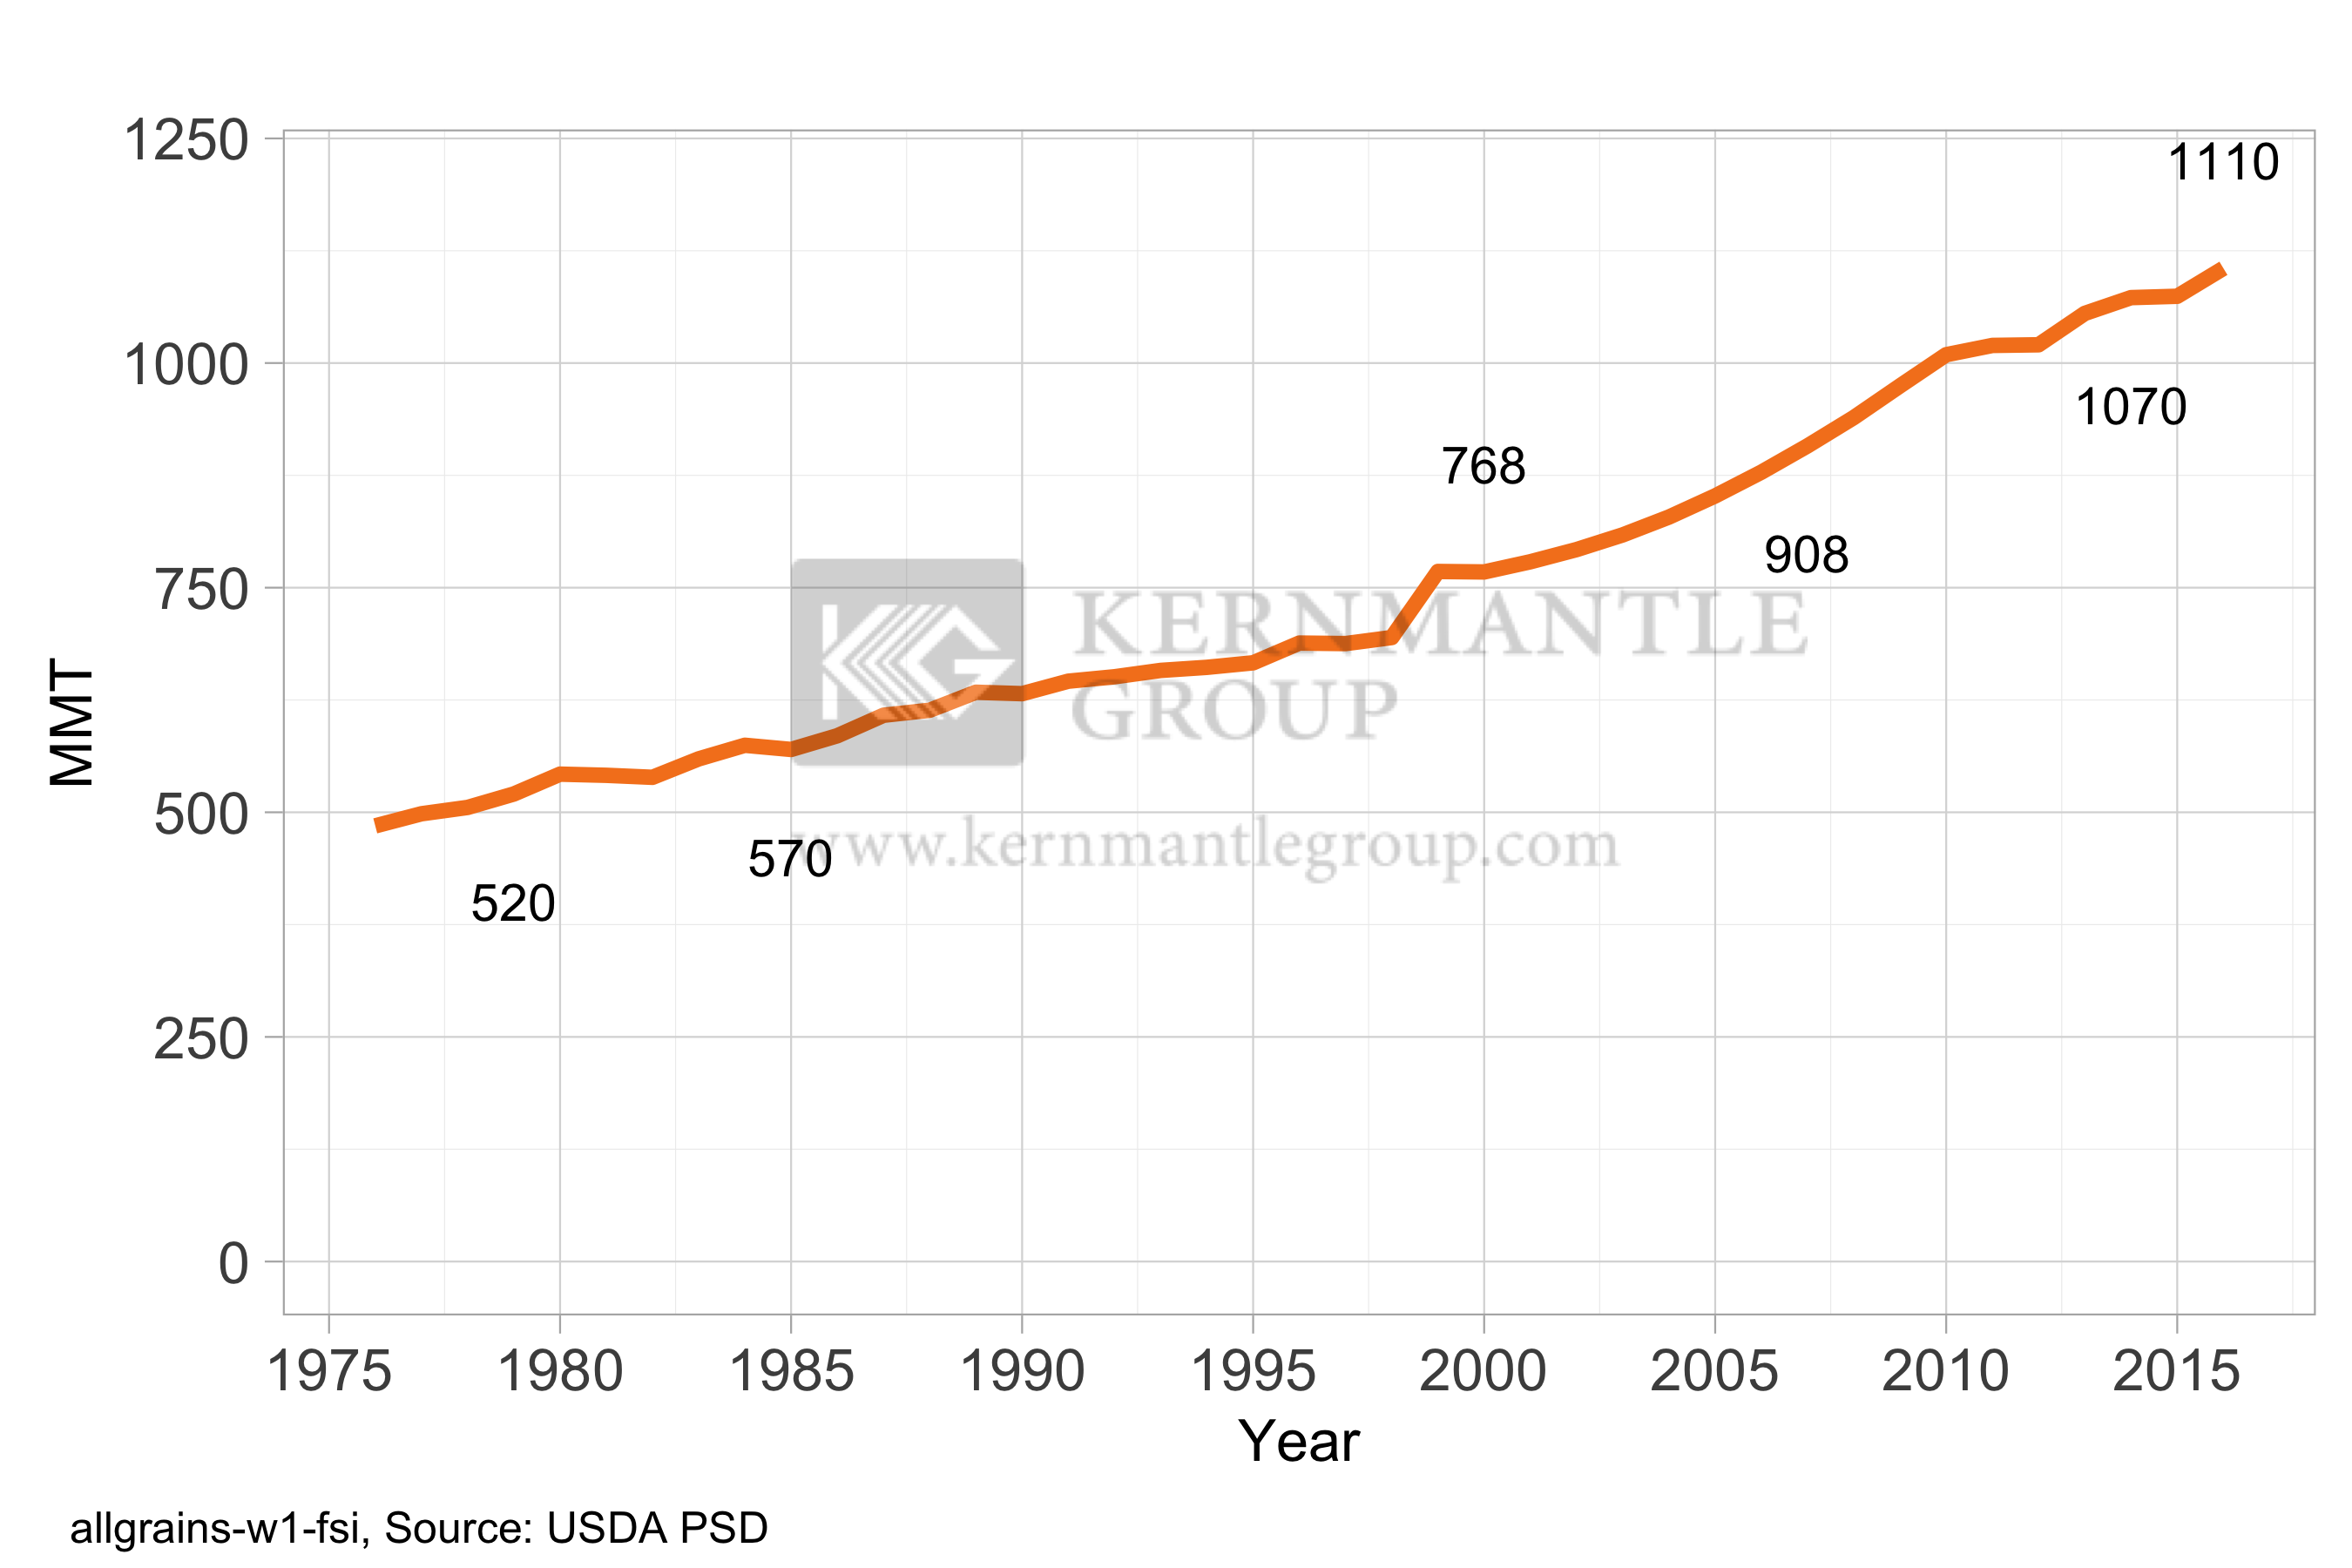 1250
1110
1000
1070
768
908
750
KG KERNMANTLE
GROUP
MMT
500
www.kernmantlegroup.com
570
520
250
0
1975 1980 1985 1990 1995 2000 2005 2010 2015
Year
allgrains-w1-fsi, Source: USDA PSD